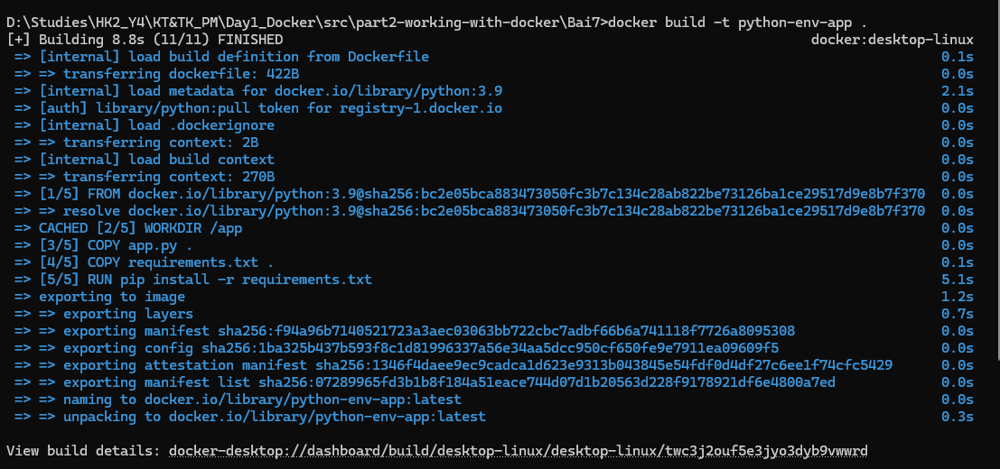 D:\Studies\HK2_Y4\KT&TK_PM\Day1_Docker\src\part2-working-with-docker\Bai7>docker build -t python-env-app .
[+] Building 8.8s (11/11) FINISHED docker:desktop-linux
=> [internal] load build definition from Dockerfile 0.1s
=> => transferring dockerfile: 422B 0.0s
=> [internal] load metadata for docker.io/library/python:3.9 2.1s
=> [auth] library/python:pull token for registry-1.docker.io 0.0s
=> [internal] load .dockerignore 0.0s
=> => transferring context: 2B 0.0s
=> [internal] load build context 0.0s
=> => transferring context: 270B 0.0s
=> [1/5] FROM docker.io/library/python:3.9@sha256:bc2e05bca883473050fc3b7c134c28ab822be73126ba1ce29517d9e8b7f370 0.0s
=> => resolve docker.io/library/python:3.9@sha256:bc2e05bca883473050fc3b7c134c28ab822be73126ba1ce29517d9e8b7f370 0.0s
=> CACHED [2/5] WORKDIR /app 0.0s
=> [3/5] COPY app.py . 0.0s
=> [4/5] COPY requirements.txt . 0.1s
=> [5/5] RUN pip install -r requirements.txt 5.1s
=> exporting to image 1.2s
=> => exporting layers 0.7s
=> => exporting manifest sha256:f94a96b7140521723a3aec03063bb722cbc7adbf66b6a741118f7726a8095308 0.0s
=> => exporting config sha256:1ba325b437b593f8c1d81996337a56e34aa5dcc950cf650fe9e7911ea09609f5 0.0s
=> => exporting attestation manifest sha256:1346f4daee9ec9cadca1d623e9313b043845e54fdf0d4df27c6ee1f74cfc5429 0.0s
=> => exporting manifest list sha256:07289965fd3b1b8f184a51eace744d07d1b20563d228f9178921df6e4800a7ed 0.0s
=> => naming to docker.io/library/python-env-app:latest 0.0s
=> => unpacking to docker.io/library/python-env-app:latest 0.3s
View build details: docker-desktop://dashboard/build/desktop-linux/desktop-linux/twc3j2ouf5e3jyo3dyb9vwwrd